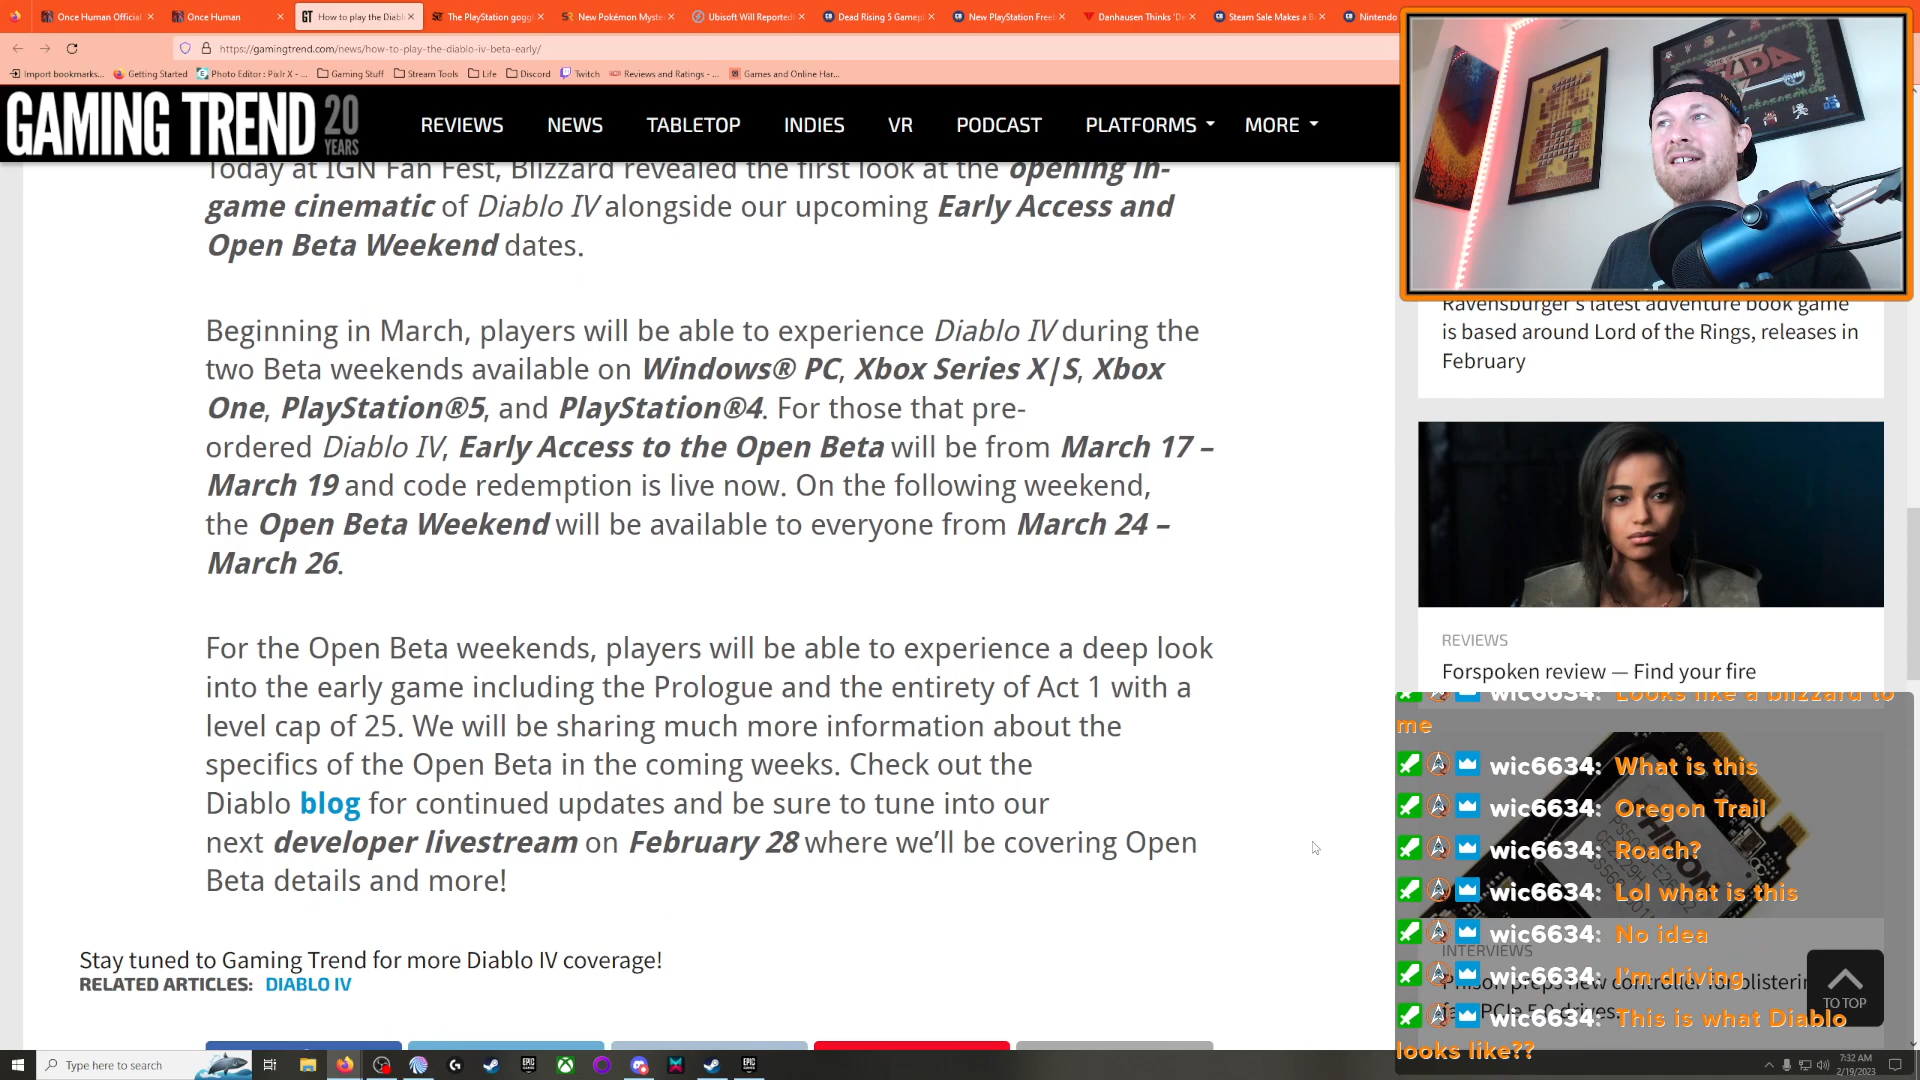 Once Human Official
Once Human
How to play the Diabl
The PlayStation gogg
New Pokémon Myste
Ubisoft Will Reportedl
Dead Rising 5 Gamepl
New PlayStation Freel
Danhausen Thinks 'De
Steam Sale Makes a B
Nintendo
https://gamingtrend.com/news/how-to-play-the-diablo-iv-beta-early/
Import bookmarks...
Getting Started
Photo Editor : Pixlr X - ...
Gaming Stuff
Stream Tools
Life
Discord
Twitch
Reviews and Ratings - ...
Games and Online Har...
GAMING TREND 20 YEARS
REVIEWS
NEWS
TABLETOP
INDIES
VR
PODCAST
PLATFORMS
MORE
Today at IGN Fan Fest, Blizzard revealed the first look at the opening in-
game cinematic of Diablo IV alongside our upcoming Early Access and
Open Beta Weekend dates.
Beginning in March, players will be able to experience Diablo IV during the
two Beta weekends available on Windows® PC, Xbox Series X|S, Xbox
One, PlayStation®5, and PlayStation®4. For those that pre-
ordered Diablo IV, Early Access to the Open Beta will be from March 17 –
March 19 and code redemption is live now. On the following weekend,
the Open Beta Weekend will be available to everyone from March 24 –
March 26.
For the Open Beta weekends, players will be able to experience a deep look
into the early game including the Prologue and the entirety of Act 1 with a
level cap of 25. We will be sharing much more information about the
specifics of the Open Beta in the coming weeks. Check out the
Diablo blog for continued updates and be sure to tune into our
next developer livestream on February 28 where we’ll be covering Open
Beta details and more!
Stay tuned to Gaming Trend for more Diablo IV coverage!
RELATED ARTICLES: DIABLO IV
ZELDA
Ravensburger's latest adventure book game
is based around Lord of the Rings, releases in
February
REVIEWS
Forspoken review — Find your fire
wic6634: Looks like a blizzard to
me
wic6634: What is this
wic6634: Oregon Trail
wic6634: Roach?
wic6634: Lol what is this
wic6634: No idea
wic6634: I'm driving
wic6634: This is what Diablo
looks like??
PHISON
INTERVIEWS
Phison preps new controller for blistering
fast PCIe 5.0 drives.
TO TOP
Type here to search
7:32 AM
2/19/2023